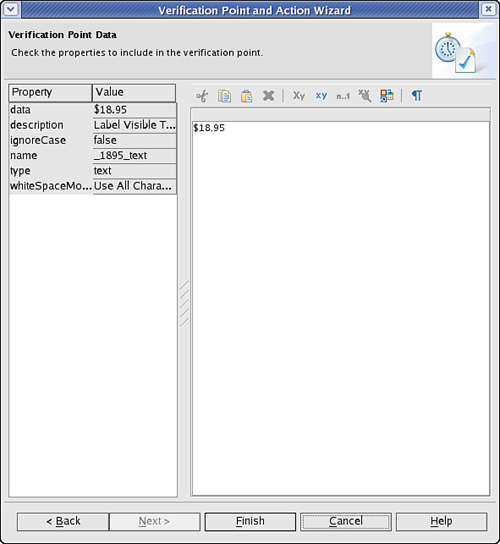 Verification Point and Action Wizard
Verification Point Data
Check the properties to include in the verification point.
Property Value
data $18.95
description Label Visible T...
ignoreCase false
name _1895_text
type text
whiteSpaceMo... Use All Chara...
Xy xy n..1 ¶
$18.95
< Back Next > Finish Cancel Help